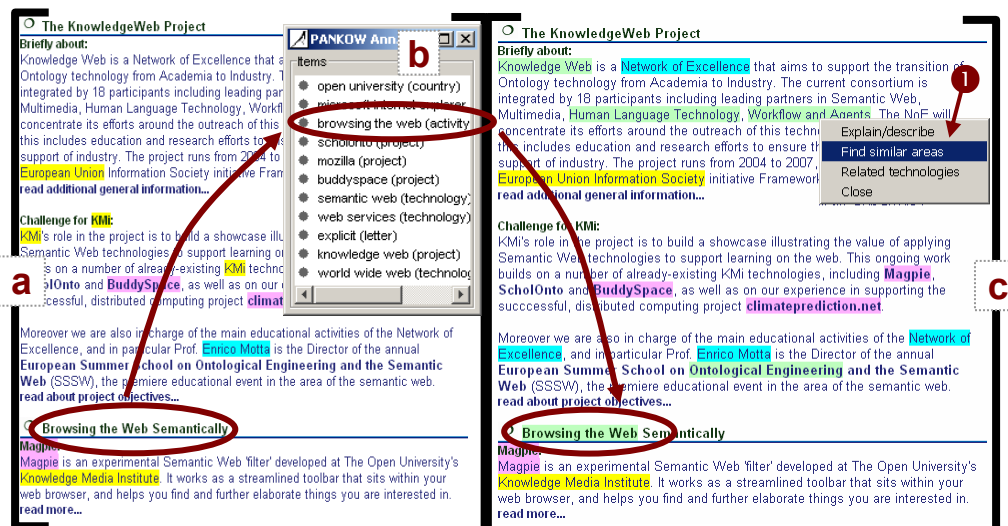 The KnowledgeWeb Project
Briefly about:
Knowledge Web is a Network of Excellence that a
Ontology technology from Academia to Industry. T
integrated by 18 participants including leading par
Multimedia, Human Language Technology, Workfl
concentrate its efforts around the outreach of this
this includes education and research efforts to
support of industry. The project runs from 2004 to
European Union Information Society initiative Fram
read additional general information...
Challenge for KMi:
KMi's role in the project is to build a showcase illu
Semantic Web technologies to support learning o
s on a number of already-existing KMi techno
olOnto and BuddySpace, as well as on our
cessful, distributed computing project climat
Moreover we are also in charge of the main educational activities of the Network of
Excellence, and in particular Prof. Enrico Motta is the Director of the annual
European Summer School on Ontological Engineering and the Semantic
Web (SSSW), the premiere educational event in the area of the semantic web.
read about project objectives...
Browsing the Web Semantically
Magpie:
Magpie is an experimental Semantic Web 'filter' developed at The Open University's
Knowledge Media Institute. It works as a streamlined toolbar that sits within your
web browser, and helps you find and further elaborate things you are interested in.
read more...
a
PANKOW Ann
b
Items
open university (country)
microsoft internet explorer
browsing the web (activity
scholonto (project)
mozilla (project)
buddyspace (project)
semantic web (technology)
web services (technology)
explicit (letter)
knowledge web (project)
world wide web (technolog
The KnowledgeWeb Project
Briefly about:
Knowledge Web is a Network of Excellence that aims to support the transition of
Ontology technology from Academia to Industry. The current consortium is
integrated by 18 participants including leading partners in Semantic Web,
Multimedia, Human Language Technology, Workflow and Agents. The NoE will
concentrate its efforts around the outreach of this techn
this includes education and research efforts to ensure th
support of industry. The project runs from 2004 to 2007,
European Union Information Society initiative Framework
read additional general information...
1
Explain/describe
Find similar areas
Related technologies
Close
Challenge for KMi:
KMi's role in the project is to build a showcase illustrating the value of applying
Semantic Web technologies to support learning on the web. This ongoing work
builds on a number of already-existing KMi technologies, including Magpie,
ScholOnto and BuddySpace, as well as on our experience in supporting the
succcessful, distributed computing project climateprediction.net.
c
Moreover we are also in charge of the main educational activities of the Network of
Excellence, and in particular Prof. Enrico Motta is the Director of the annual
European Summer School on Ontological Engineering and the Semantic
Web (SSSW), the premiere educational event in the area of the semantic web.
read about project objectives...
Browsing the Web Semantically
Magpie:
Magpie is an experimental Semantic Web 'filter' developed at The Open University's
Knowledge Media Institute. It works as a streamlined toolbar that sits within your
web browser, and helps you find and further elaborate things you are interested in.
read more...